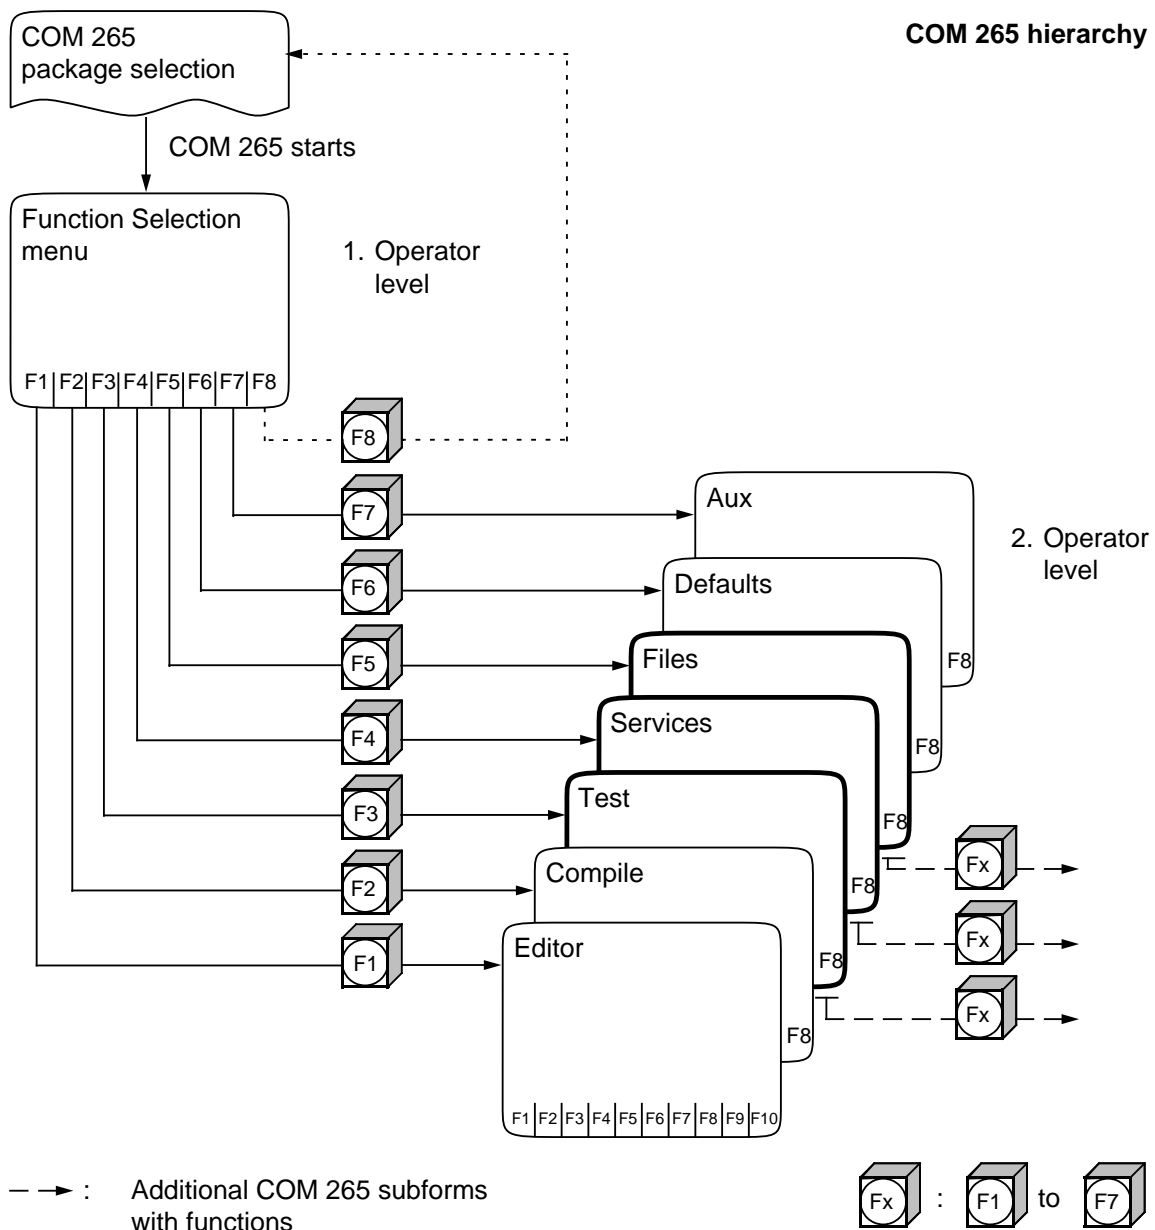 COM 265
package selection
COM 265 hierarchy
COM 265 starts
Function Selection
menu
1. Operator
level
F1 F2 F3 F4 F5 F6 F7 F8
F8
F7
Aux
2. Operator
level
F6
Defaults
F5
Files
F8
F4
Services
F8
F3
Test
F8
Fx
F2
Compile
F8
Fx
F1
Editor
F8
Fx
F8
F1 F2 F3 F4 F5 F6 F7 F8 F9 F10
: Additional COM 265 subforms
with functions
Fx : F1 to F7